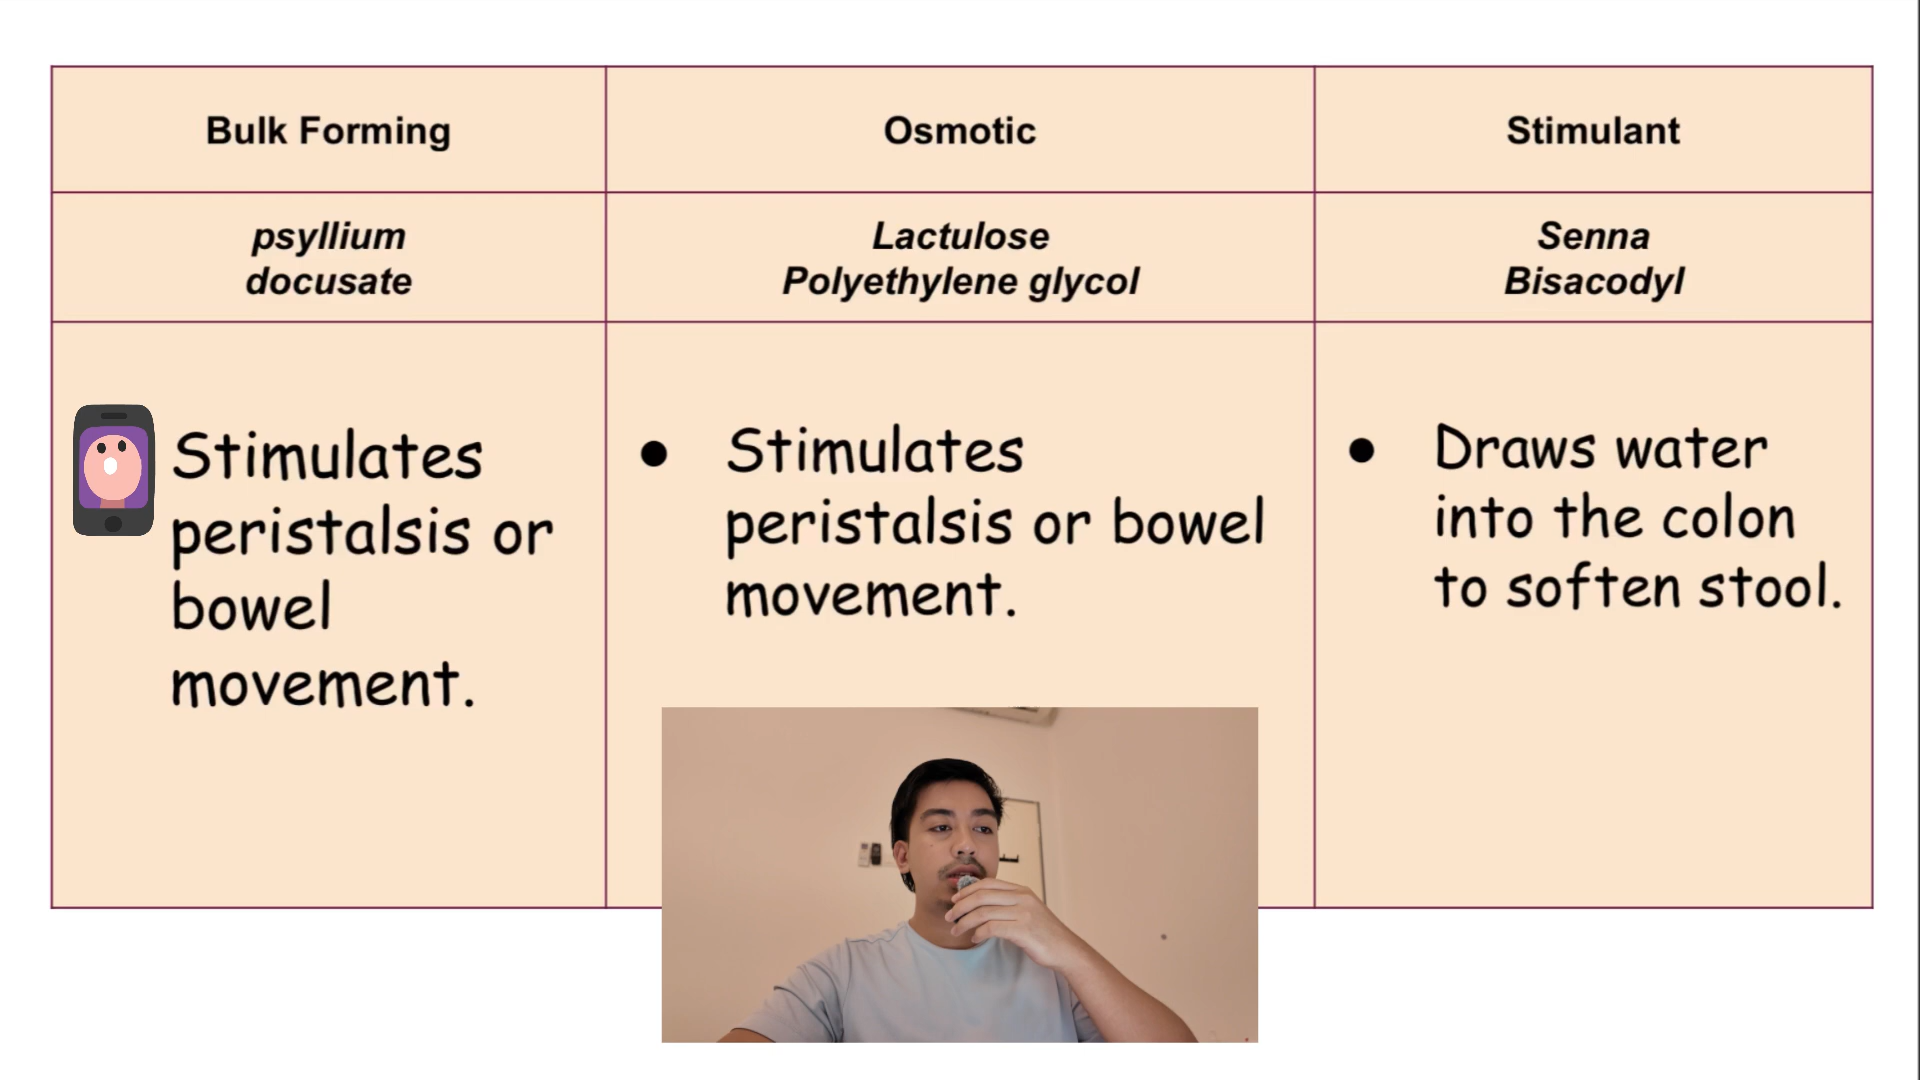 Bulk Forming
Osmotic
Stimulant
psyllium
docusate
Lactulose
Polyethylene glycol
Senna
Bisacodyl
Stimulates
peristalsis or
bowel
movement.
• Stimulates
peristalsis or bowel
movement.
• Draws water
into the colon
to soften stool.